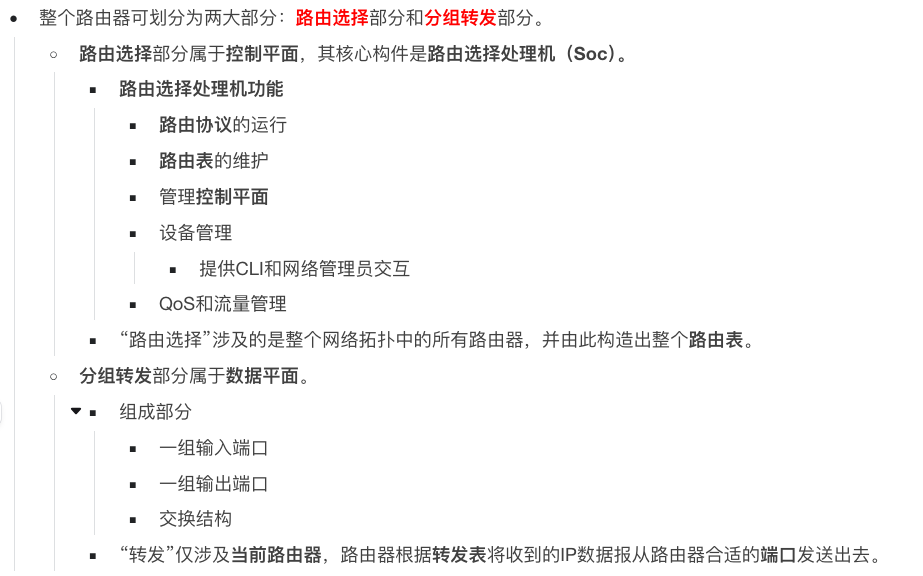 整个路由器可划分为两大部分：路由选择部分和分组转发部分。
路由选择部分属于控制平面，其核心构件是路由选择处理机（Soc）。
路由选择处理机功能
路由协议的运行
路由表的维护
管理控制平面
设备管理
提供CLI和网络管理员交互
QoS和流量管理
“路由选择”涉及的是整个网络拓扑中的所有路由器，并由此构造出整个路由表。
分组转发部分属于数据平面。
组成部分
一组输入端口
一组输出端口
交换结构
“转发”仅涉及当前路由器，路由器根据转发表将收到的IP数据报从路由器合适的端口发送出去。